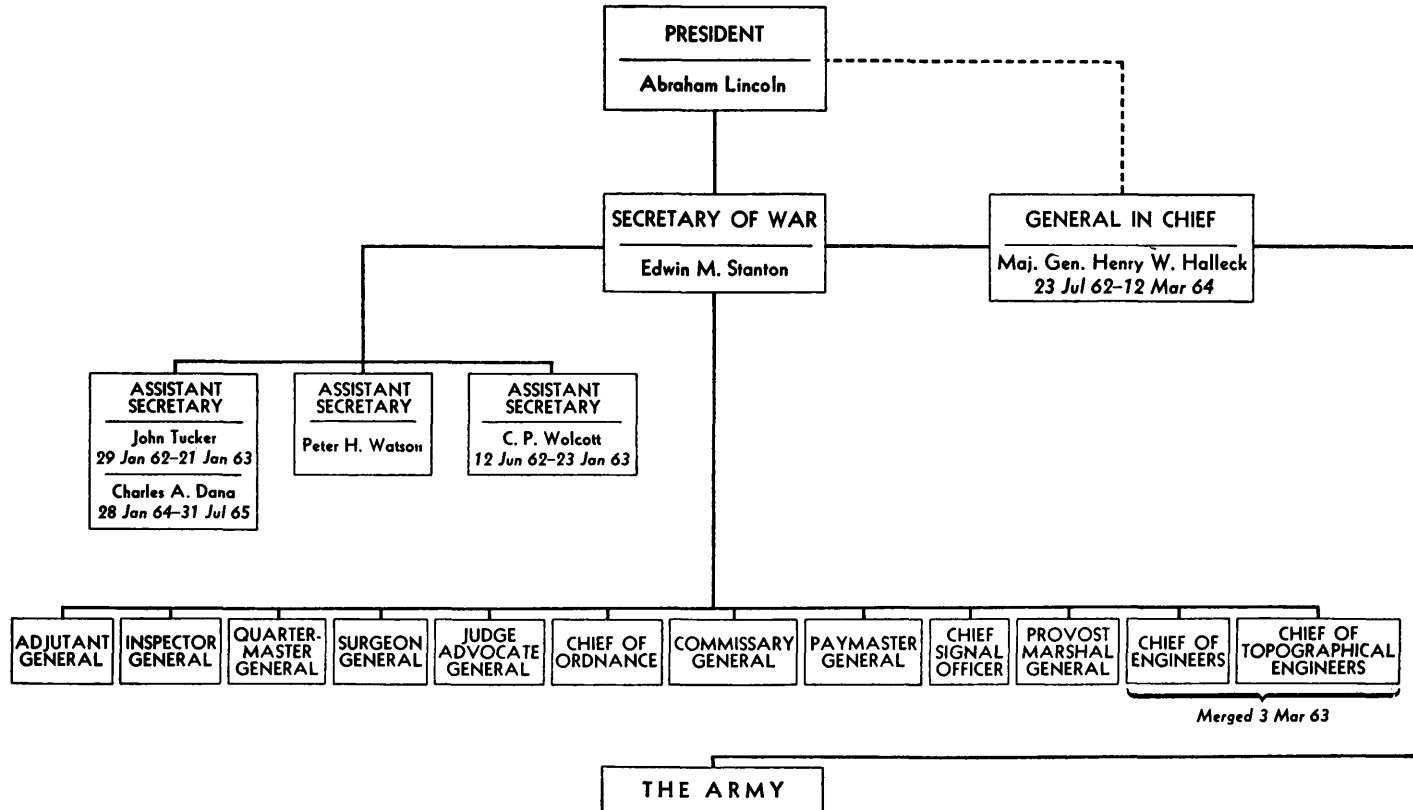 PRESIDENT
Abraham Lincoln
SECRETARY OF WAR
Edwin M. Stanton
GENERAL IN CHIEF
Maj. Gen. Henry W. Halleck
23 Jul 62–12 Mar 64
ASSISTANT
SECRETARY
John Tucker
29 Jan 62–21 Jan 63
Charles A. Dana
28 Jan 64–31 Jul 65
ASSISTANT
SECRETARY
Peter H. Watson
ASSISTANT
SECRETARY
C. P. Wolcott
12 Jun 62–23 Jan 63
ADJUTANT
GENERAL
INSPECTOR
GENERAL
QUARTER-
MASTER
GENERAL
SURGEON
GENERAL
JUDGE
ADVOCATE
GENERAL
CHIEF OF
ORDNANCE
COMMISSARY
GENERAL
PAYMASTER
GENERAL
CHIEF
SIGNAL
OFFICER
PROVOST
MARSHAL
GENERAL
CHIEF OF
ENGINEERS
CHIEF OF
TOPOGRAPHICAL
ENGINEERS
Merged 3 Mar 63
THE ARMY